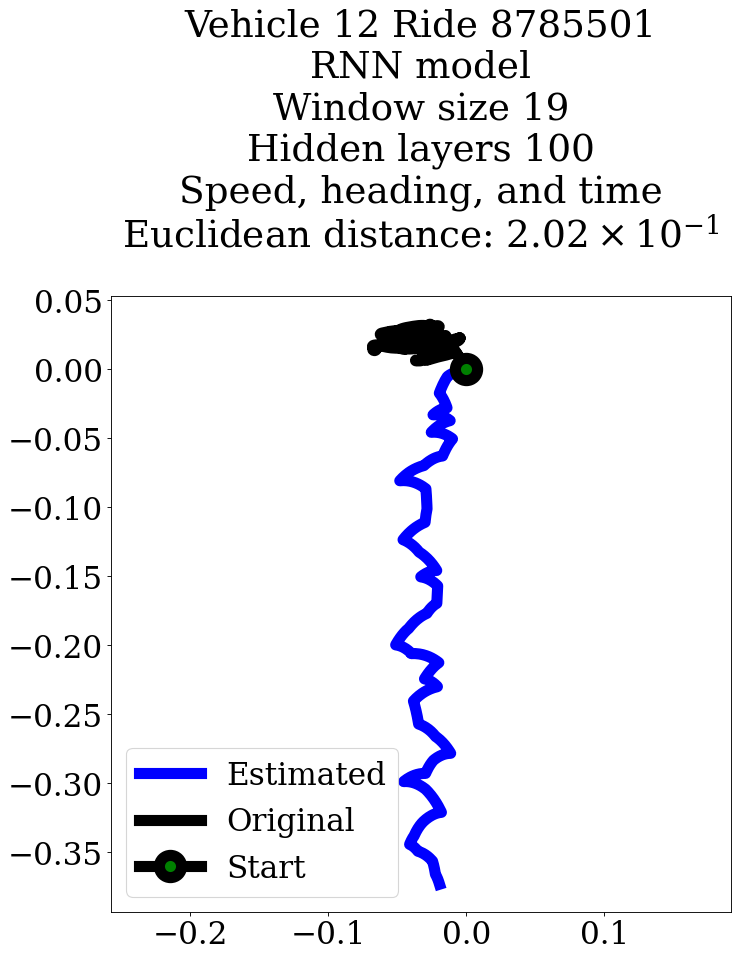 Vehicle 12 Ride 8785501
RNN model
Window size 19
Hidden layers 100
Speed, heading, and time
Euclidean distance: 2.02 × 10⁻¹
0.05
0.00
−0.05
−0.10
−0.15
−0.20
−0.25
−0.30
−0.35
Estimated
Original
Start
−0.2
−0.1
0.0
0.1